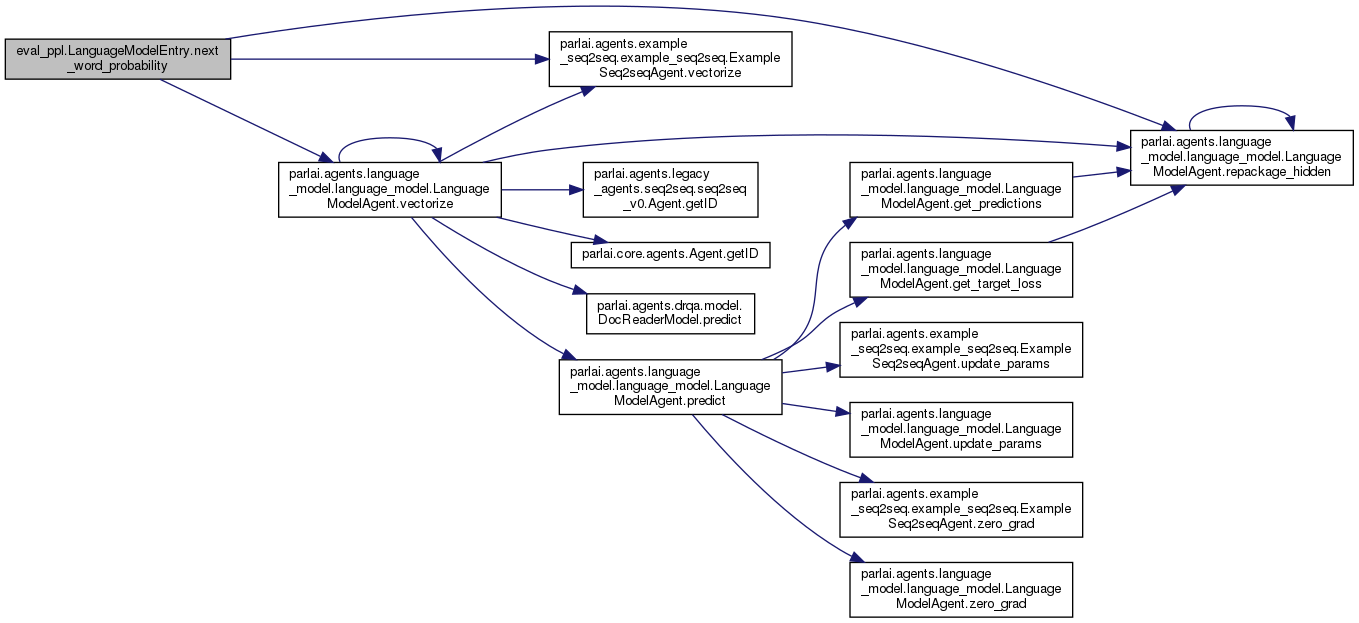 eval_ppl.LanguageModelEntry.next
_word_probability
parlai.agents.example
_seq2seq.example_seq2seq.Example
Seq2seqAgent.vectorize
parlai.agents.language
_model.language_model.Language
ModelAgent.repackage_hidden
parlai.agents.language
_model.language_model.Language
ModelAgent.vectorize
parlai.agents.legacy
_agents.seq2seq.seq2seq
_v0.Agent.getID
parlai.agents.language
_model.language_model.Language
ModelAgent.get_predictions
parlai.core.agents.Agent.getID
parlai.agents.language
_model.language_model.Language
ModelAgent.get_target_loss
parlai.agents.drqa.model.
DocReaderModel.predict
parlai.agents.example
_seq2seq.example_seq2seq.Example
Seq2seqAgent.update_params
parlai.agents.language
_model.language_model.Language
ModelAgent.predict
parlai.agents.language
_model.language_model.Language
ModelAgent.update_params
parlai.agents.example
_seq2seq.example_seq2seq.Example
Seq2seqAgent.zero_grad
parlai.agents.language
_model.language_model.Language
ModelAgent.zero_grad